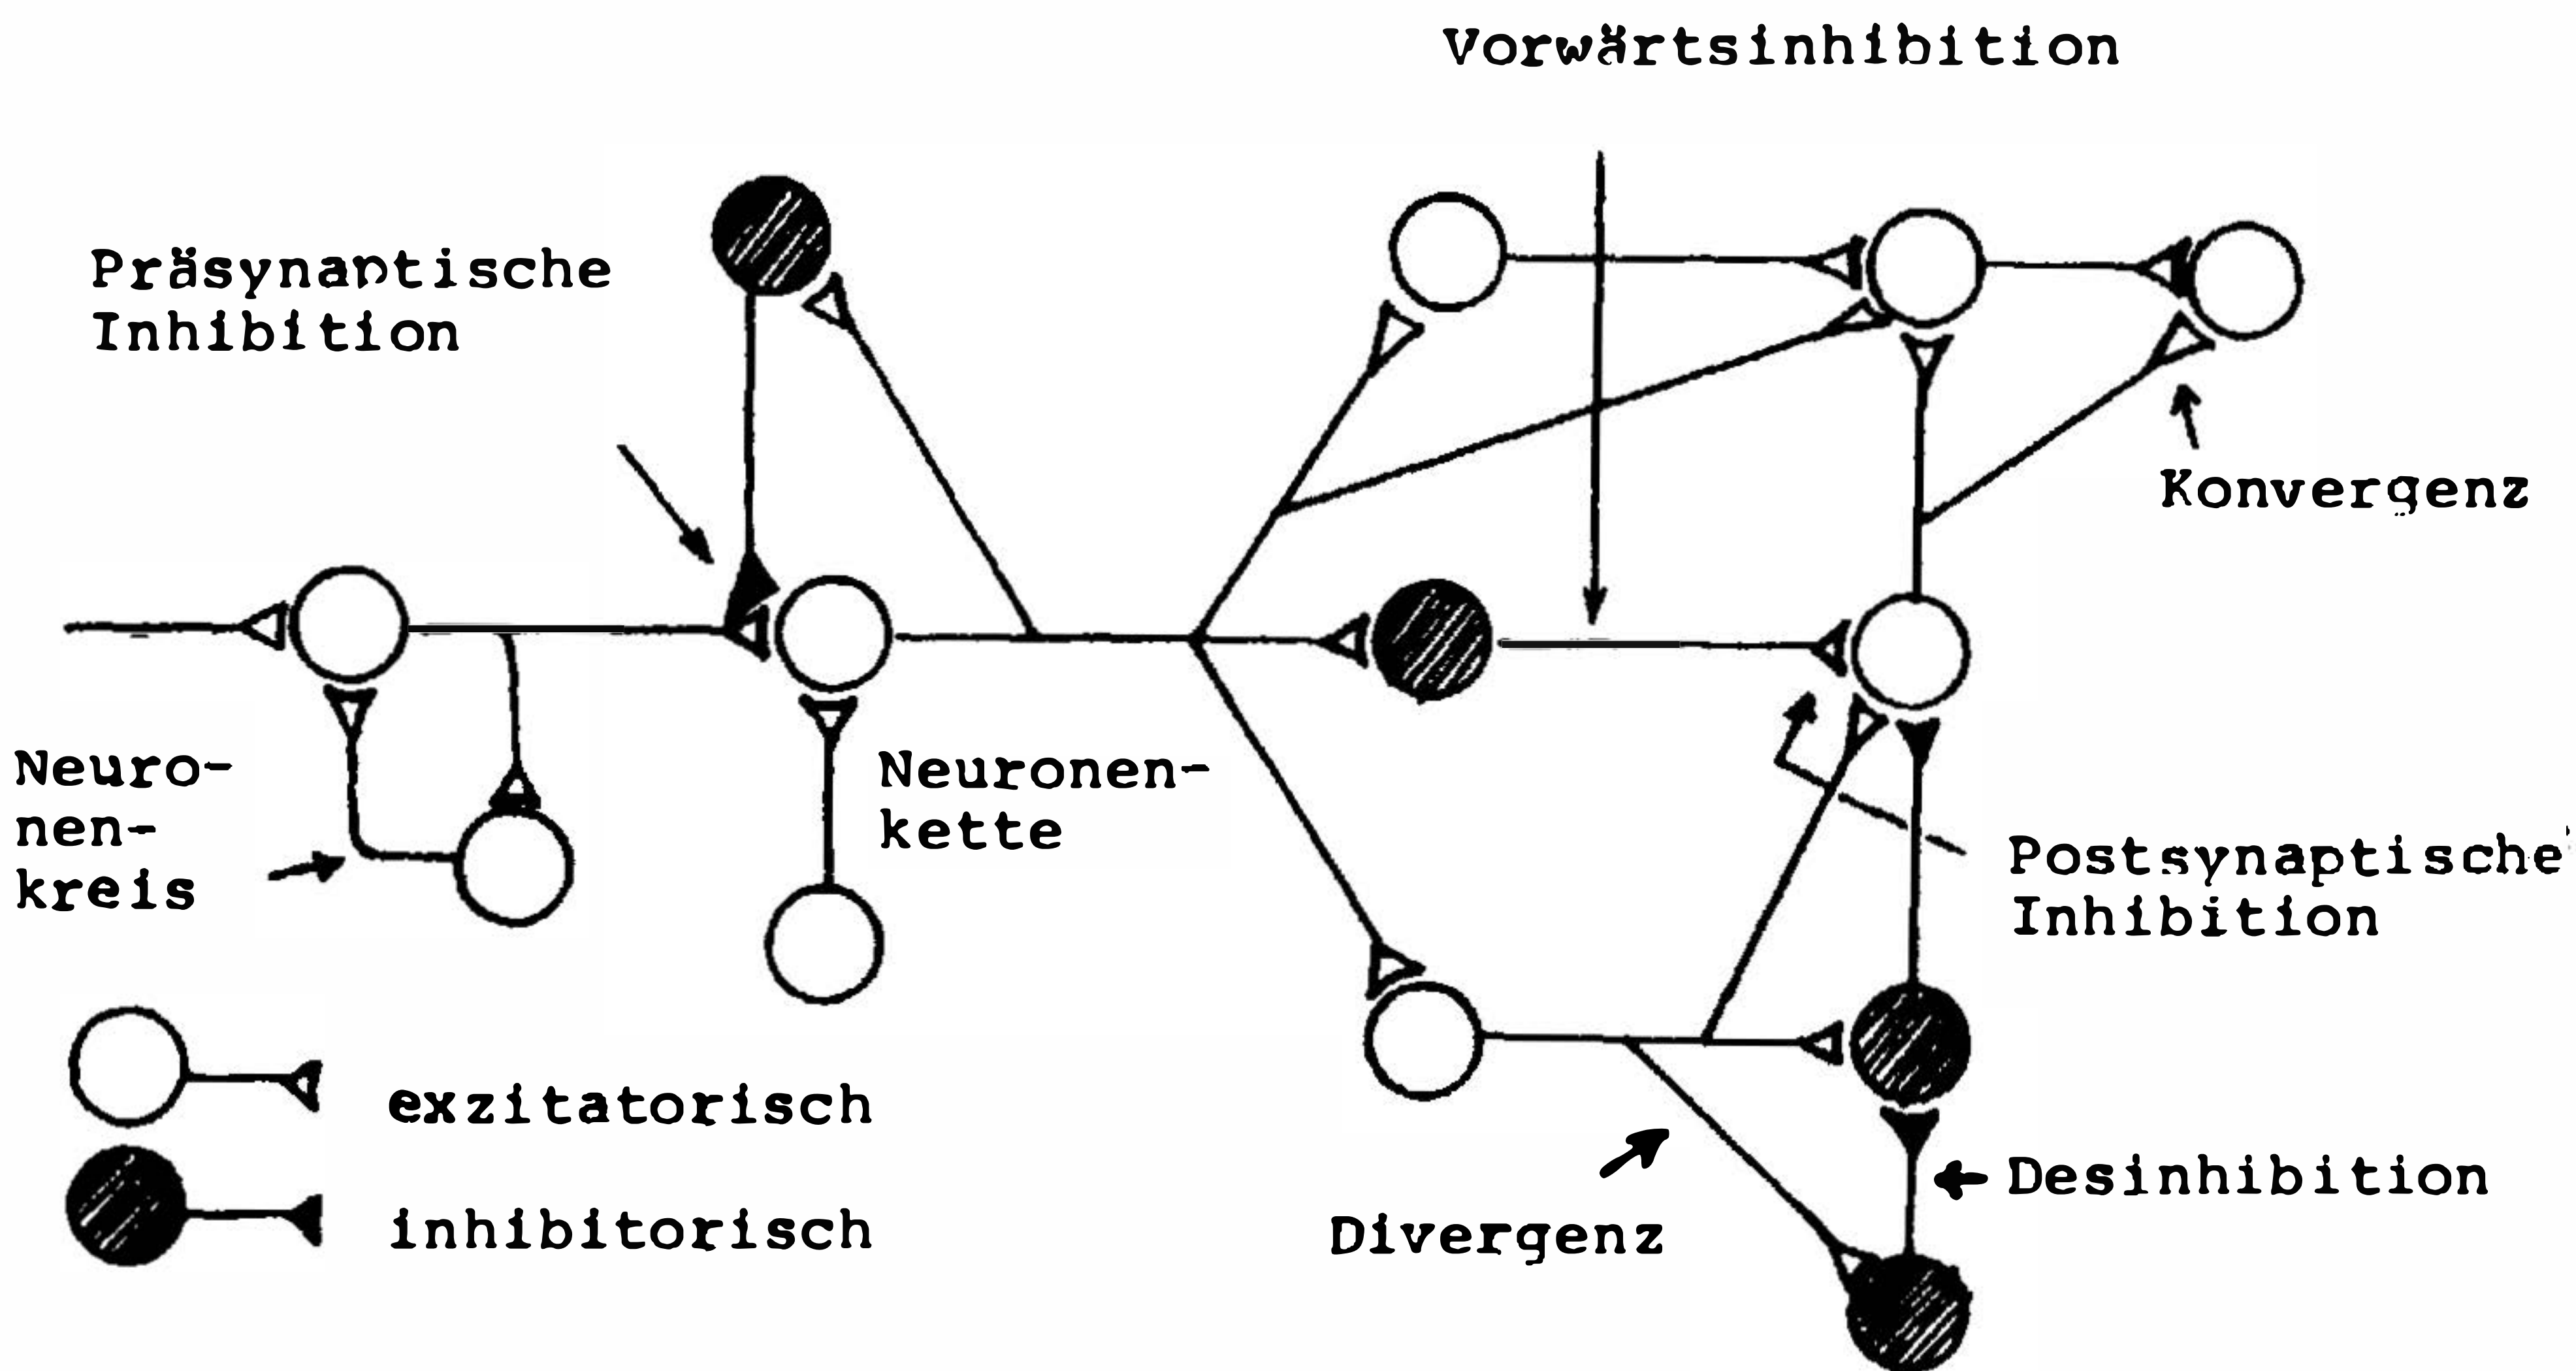 Vorwärtsinhibition
Präsynaptische
Inhibition
Konvergenz
Neuro-
nen-
kreis
Neuronen-
kette
Postsynaptische
Inhibition
exzitatorisch
inhibitorisch
Divergenz
Desinhibition